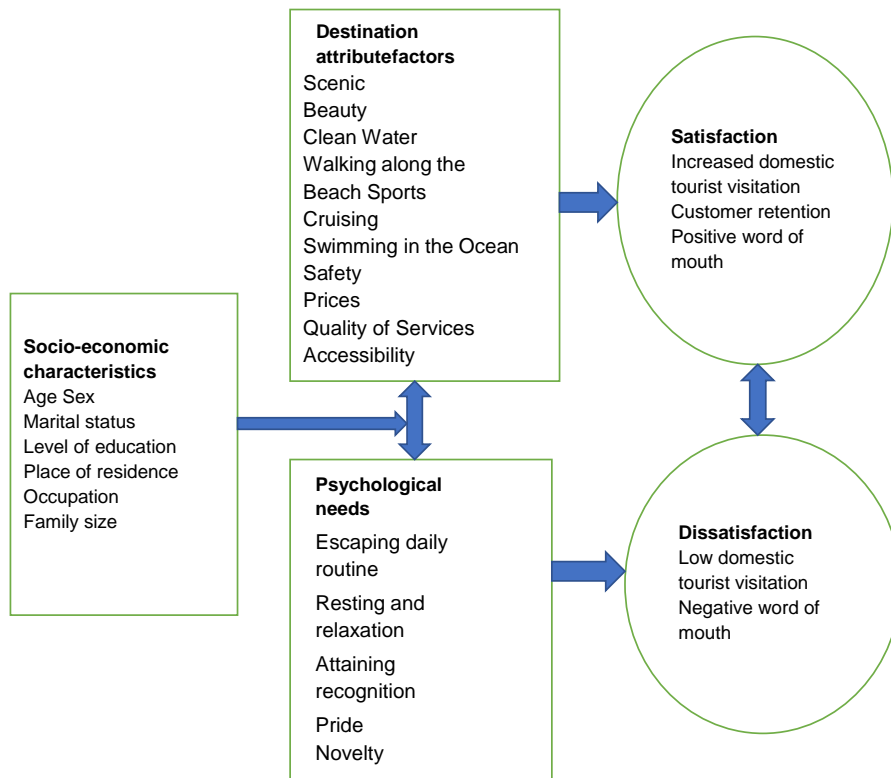 Destination
attributefactors
Scenic
Beauty
Clean Water
Walking along the
Beach Sports
Cruising
Swimming in the Ocean
Safety
Prices
Quality of Services
Accessibility
Satisfaction
Increased domestic
tourist visitation
Customer retention
Positive word of
mouth
Socio-economic
characteristics
Age Sex
Marital status
Level of education
Place of residence
Occupation
Family size
Psychological
needs
Escaping daily
routine
Resting and
relaxation
Attaining
recognition
Pride
Novelty
Dissatisfaction
Low domestic
tourist visitation
Negative word of
mouth